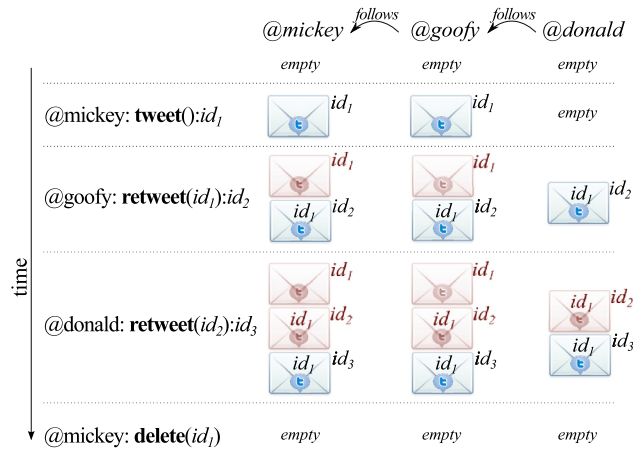 follows follows
@mickey @goofy @donald
empty empty empty
@mickey: tweet():id1 id1 id1 empty
id1 id1
@goofy: retweet(id1):id2 id1 id2 id1 id2 id1 id2
id1 id1
id1 id2 id1 id2 id1 id2
@donald: retweet(id2):id3
id1 id3 id1 id3 id1 id3
time
@mickey: delete(id1) empty empty empty